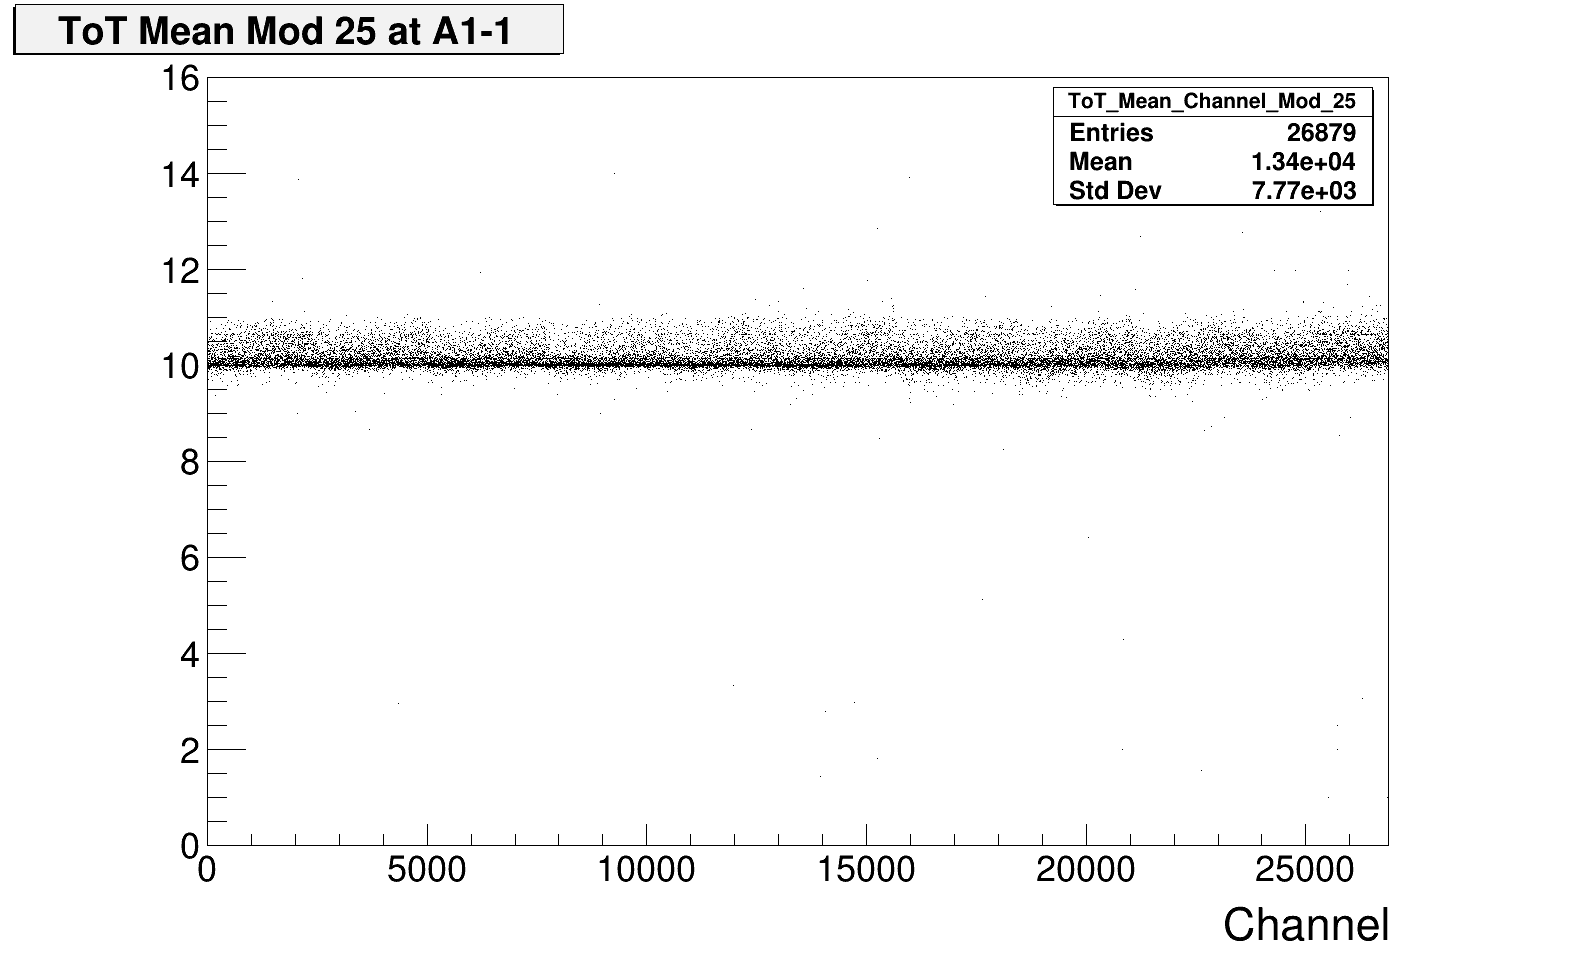 ToT Mean Mod 25 at A1-1
ToT_Mean_Channel_Mod_25
Entries 26879
Mean 1.34e+04
Std Dev 7.77e+03
16
14
12
10
8
6
4
2
0
0 5000 10000 15000 20000 25000
Channel